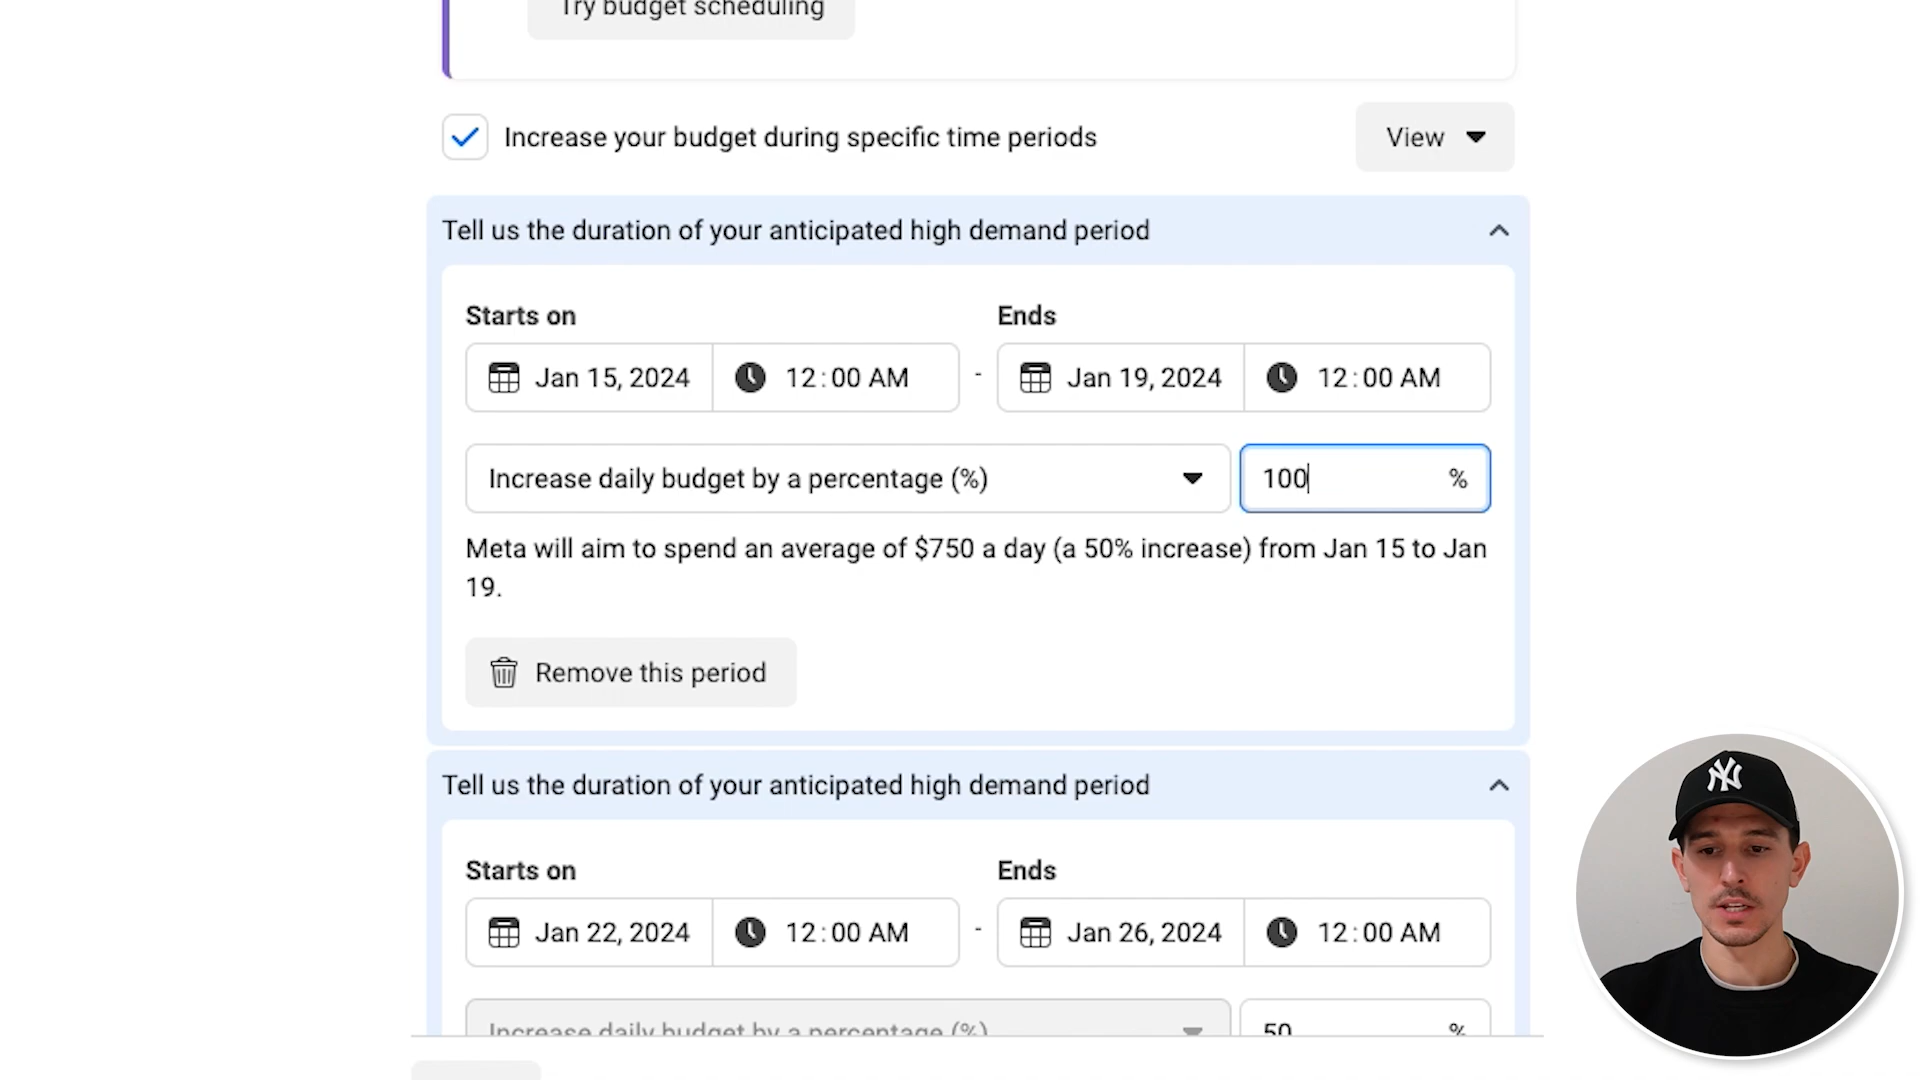 Try budget scheduling
Increase your budget during specific time periods
View
Tell us the duration of your anticipated high demand period
Starts on
Ends
Jan 15, 2024
12:00 AM
-
Jan 19, 2024
12:00 AM
Increase daily budget by a percentage (%)
100
%
Meta will aim to spend an average of $750 a day (a 50% increase) from Jan 15 to Jan
19.
Remove this period
Tell us the duration of your anticipated high demand period
Starts on
Ends
Jan 22, 2024
12:00 AM
-
Jan 26, 2024
12:00 AM
Increase daily budget by a percentage (%)
50
%
NY